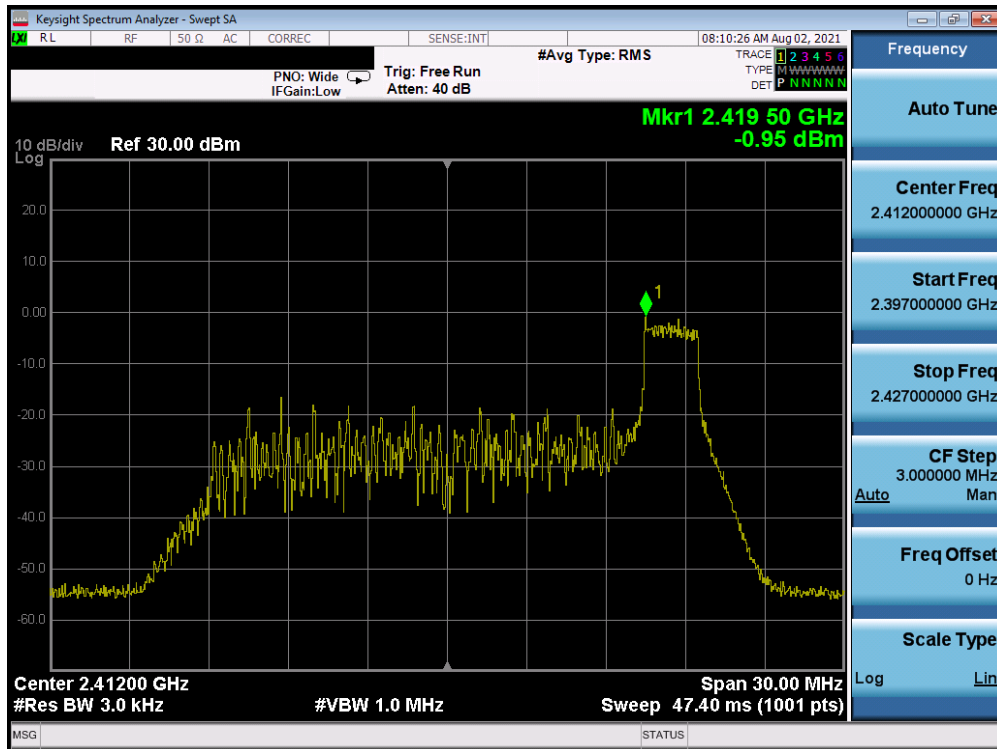 Keysight Spectrum Analyzer - Swept SA
LXI RL RF 50 Ω AC CORREC SENSE:INT 08:10:26 AM Aug 02, 2021
PNO: Wide
IFGain:Low
Trig: Free Run
Atten: 40 dB
#Avg Type: RMS
TRACE 1 2 3 4 5 6
TYPE M W W W W W W
DET P N N N N N
Mkr1 2.419 50 GHz
-0.95 dBm
10 dB/div
Log
Ref 30.00 dBm
20.0
10.0
0.00
-10.0
-20.0
-30.0
-40.0
-50.0
-60.0
1
Center 2.41200 GHz
Span 30.00 MHz
#Res BW 3.0 kHz
#VBW 1.0 MHz
Sweep 47.40 ms (1001 pts)
MSG
STATUS
Frequency
Auto Tune
Center Freq
2.412000000 GHz
Start Freq
2.397000000 GHz
Stop Freq
2.427000000 GHz
CF Step
3.000000 MHz
Auto Man
Freq Offset
0 Hz
Scale Type
Log Lin